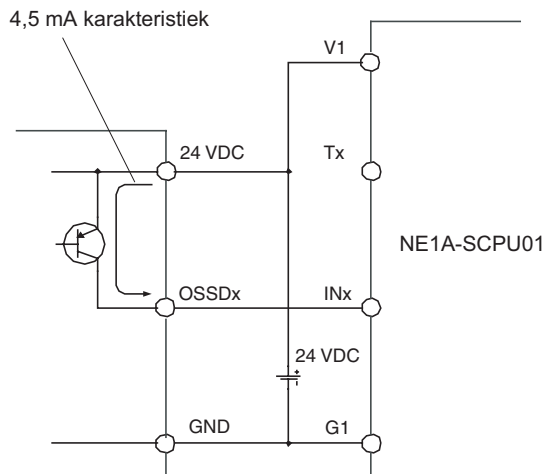 4,5 mA karakteristiek
V1
24 VDC
Tx
NE1A-SCPU01
OSSDx
INx
24 VDC
GND
G1